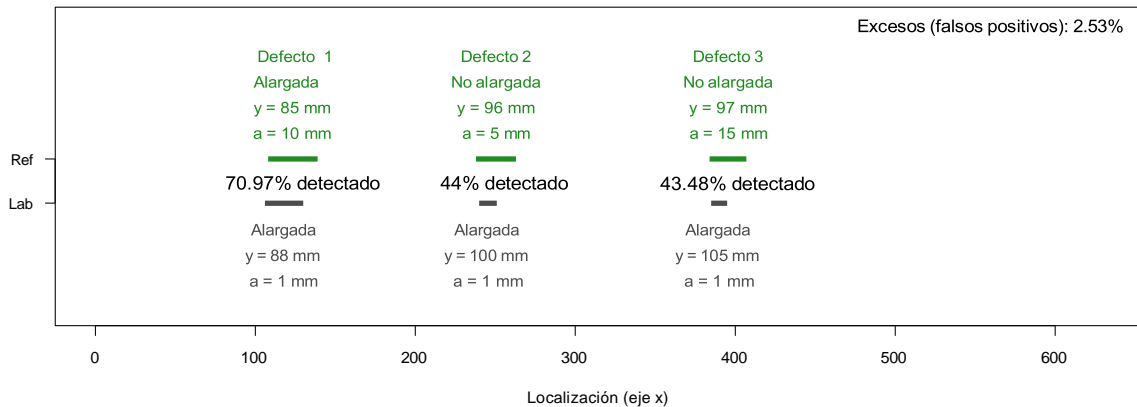 Excesos (falsos positivos): 2.53%
Defecto 1
Alargada
y = 85 mm
a = 10 mm
Defecto 2
No alargada
y = 96 mm
a = 5 mm
Defecto 3
No alargada
y = 97 mm
a = 15 mm
Ref
70.97% detectado
44% detectado
43.48% detectado
Lab
Alargada
y = 88 mm
a = 1 mm
Alargada
y = 100 mm
a = 1 mm
Alargada
y = 105 mm
a = 1 mm
0 100 200 300 400 500 600
Localización (eje x)